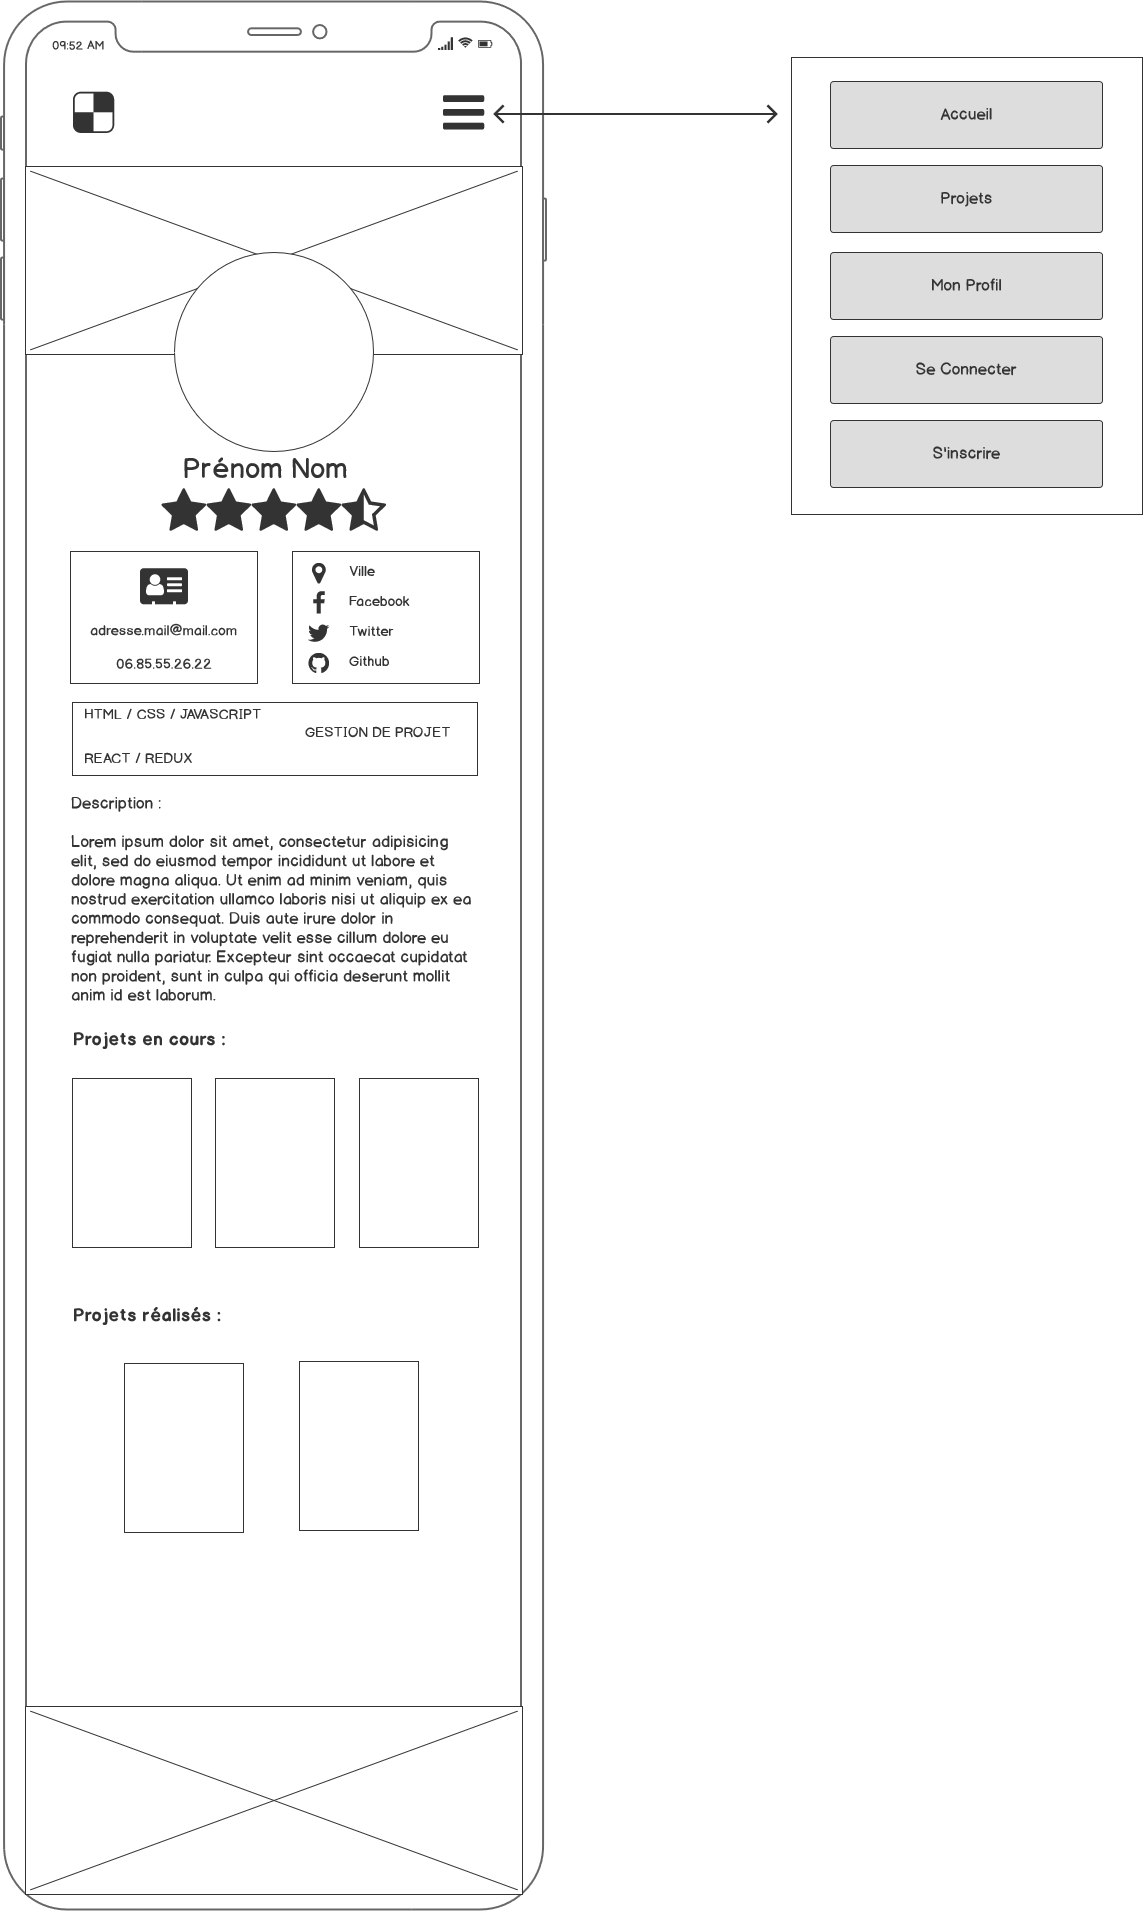 09:52 AM
Accueil
Projets
Mon Profil
Se Connecter
S'inscrire
Prénom Nom
adresse.mail@mail.com
06.85.55.26.22
Ville
Facebook
Twitter
Github
HTML / CSS / JAVASCRIPT
GESTION DE PROJET
REACT / REDUX
Description :
Lorem ipsum dolor sit amet, consectetur adipisicing
elit, sed do eiusmod tempor incididunt ut labore et
dolore magna aliqua. Ut enim ad minim veniam, quis
nostrud exercitation ullamco laboris nisi ut aliquip ex ea
commodo consequat. Duis aute irure dolor in
reprehenderit in voluptate velit esse cillum dolore eu
fugiat nulla pariatur. Excepteur sint occaecat cupidatat
non proident, sunt in culpa qui officia deserunt mollit
anim id est laborum.
Projets en cours :
Projets réalisés :